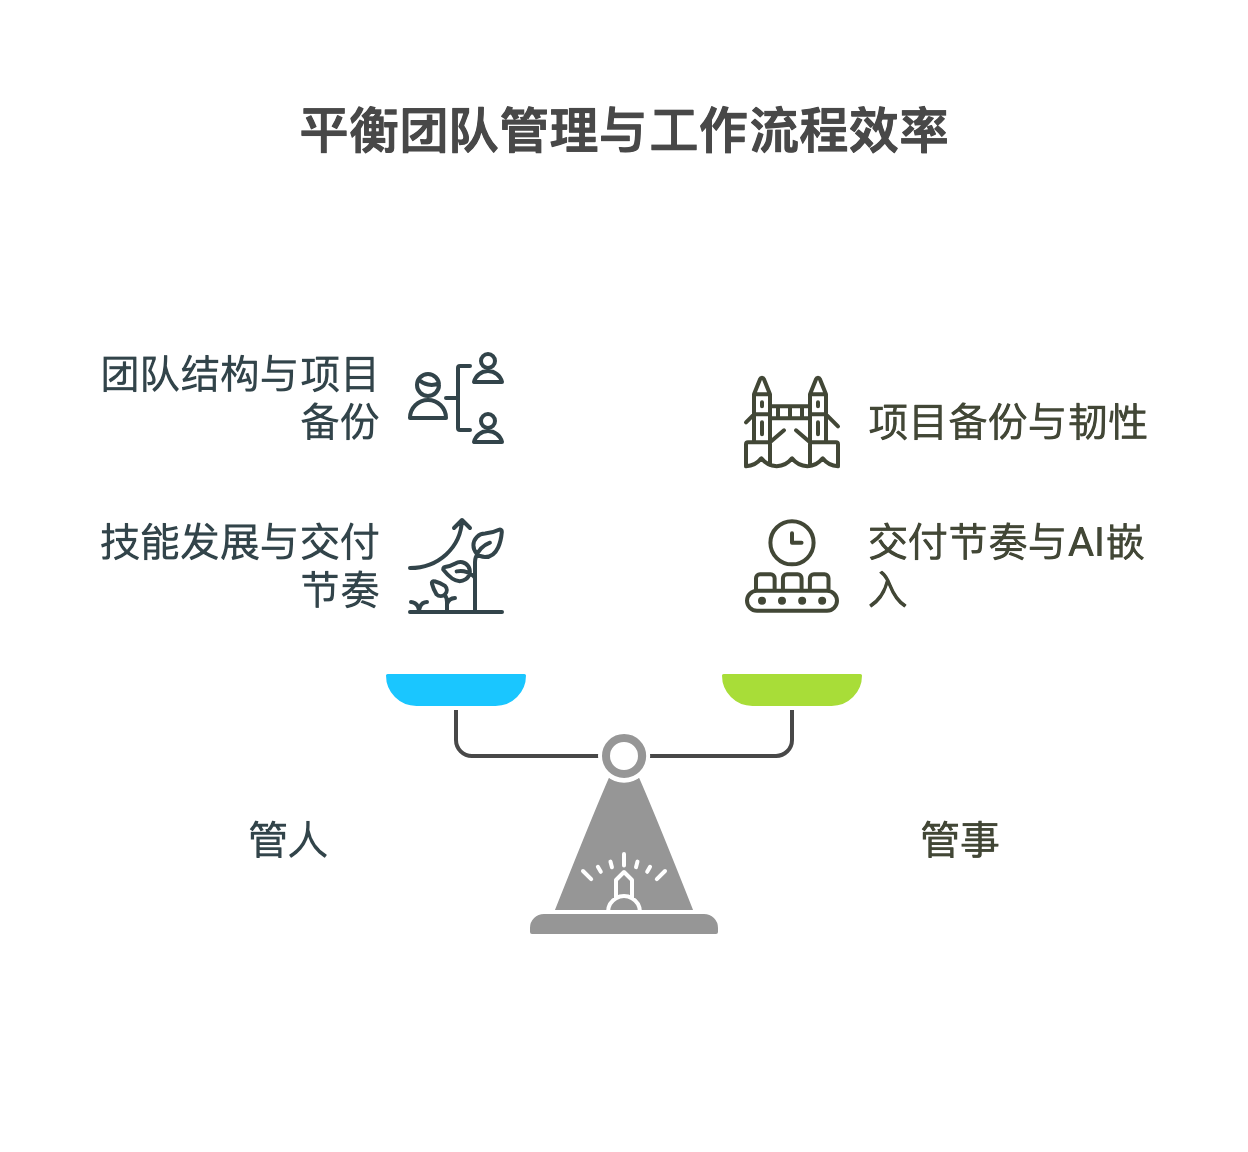 平衡团队管理与工作流程效率
团队结构与项目
备份
项目备份与韧性
技能发展与交付
节奏
交付节奏与AI嵌
入
管人
管事